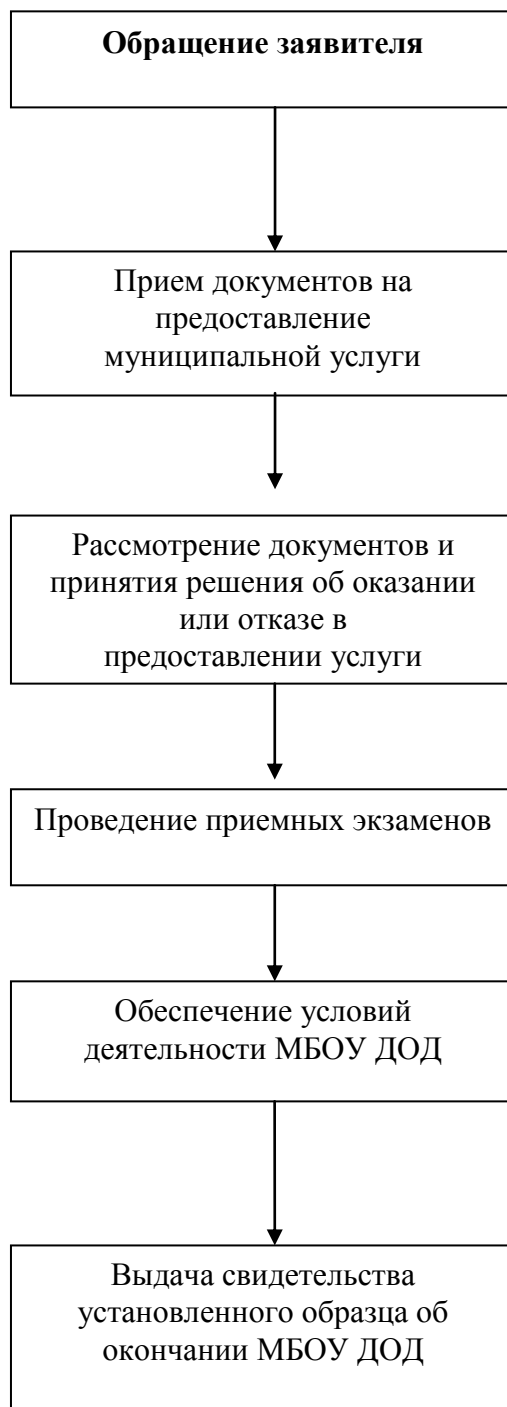 Обращение заявителя
Прием документов на
предоставление
муниципальной услуги
Рассмотрение документов и
принятия решения об оказании
или отказе в
предоставлении услуги
Проведение приемных экзаменов
Обеспечение условий
деятельности МБОУ ДОД
Выдача свидетельства
установленного образца об
окончании МБОУ ДОД